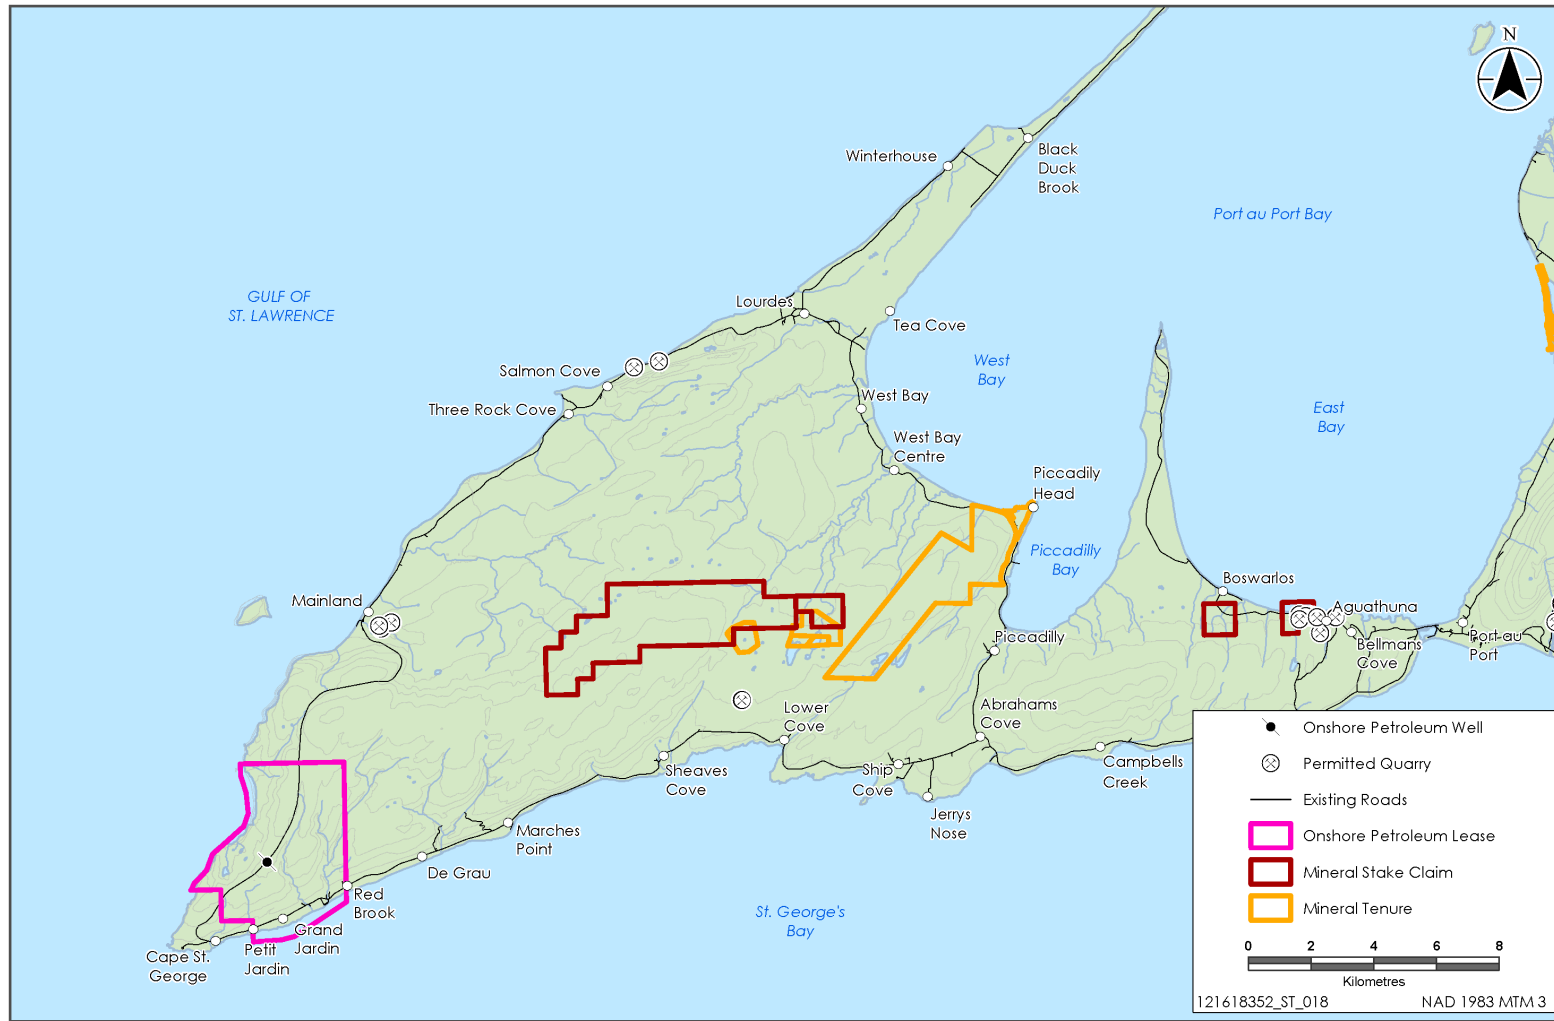 N
Winterhouse
Black
Duck
Brook
Port au Port Bay
GULF OF
ST. LAWRENCE
Lourdes
Tea Cove
West
Bay
Salmon Cove
Three Rock Cove
West Bay
East
Bay
West Bay
Centre
Piccadilly
Head
Piccadilly
Bay
Boswarlos
Mainland
Aguathuna
Piccadilly
Bellmans
Cove
Port au
Port
Lower
Cove
Abrahams
Cove
Sheaves
Cove
Ship
Cove
Campbells
Creek
Jerrys
Nose
Marches
Point
De Grau
Red
Brook
Grand
Jardin
Petit
Jardin
Cape St.
George
St. George's
Bay
Onshore Petroleum Well
Permitted Quarry
Existing Roads
Onshore Petroleum Lease
Mineral Stake Claim
Mineral Tenure
0 2 4 6 8
Kilometres
121618352_ST_018 NAD 1983 MTM 3